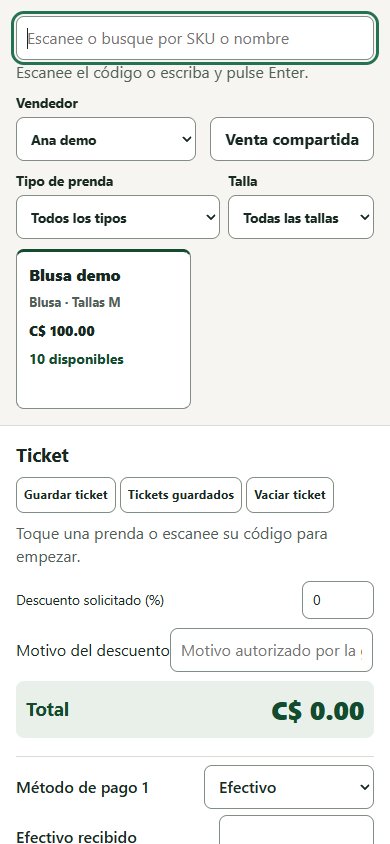 Escanee o busque por SKU o nombre
Escanee el código o escriba y pulse Enter.
Vendedor
Ana demo
Venta compartida
Tipo de prenda
Talla
Todos los tipos
Todas las tallas
Blusa demo
Blusa · Tallas M
C$ 100.00
10 disponibles
Ticket
Guardar ticket
Tickets guardados
Vaciar ticket
Toque una prenda o escanee su código para
empezar.
Descuento solicitado (%)
0
Motivo del descuento
Motivo autorizado por la
Total
C$ 0.00
Método de pago 1
Efectivo
Efectivo recibido